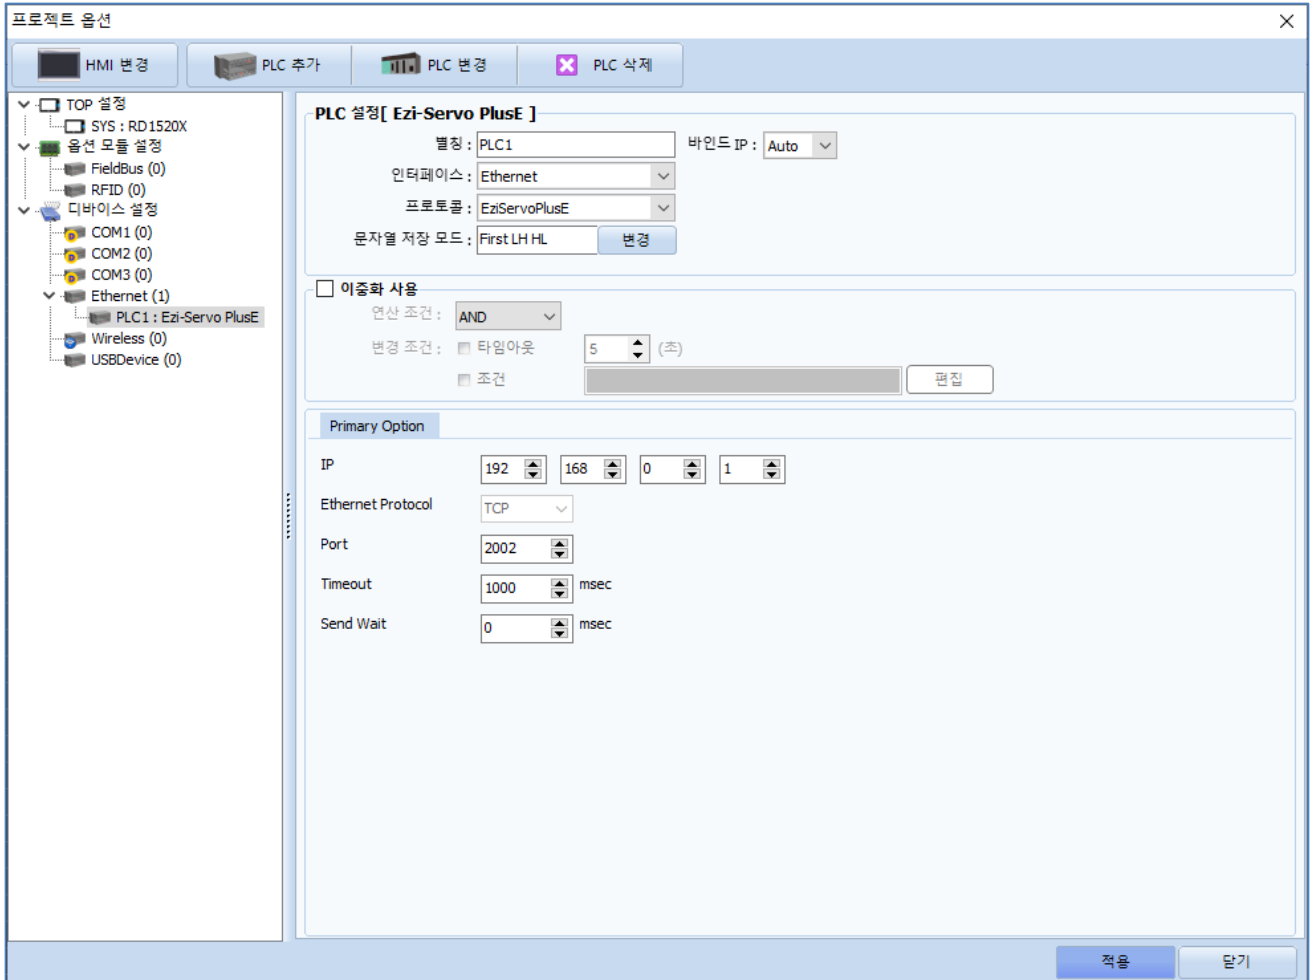 프로젝트 옵션
HMI 변경 PLC 추가 PLC 변경 PLC 삭제
TOP 설정
SYS : RD1520X
옵션 모듈 설정
FieldBus (0)
RFID (0)
디바이스 설정
COM1 (0)
COM2 (0)
COM3 (0)
Ethernet (1)
PLC1 : Ezi-Servo PlusE
Wireless (0)
USBDevice (0)
PLC 설정[ Ezi-Servo PlusE ]
별칭 : PLC1 바인드 IP : Auto
인터페이스 : Ethernet
프로토콜 : EziServoPlusE
문자열 저장 모드 : First LH HL 변경
이중화 사용
연산 조건 : AND
변경 조건 : 타임아웃 5 (초)
조건 편집
Primary Option
IP 192 168 0 1
Ethernet Protocol TCP
Port 2002
Timeout 1000 msec
Send Wait 0 msec
적용 닫기